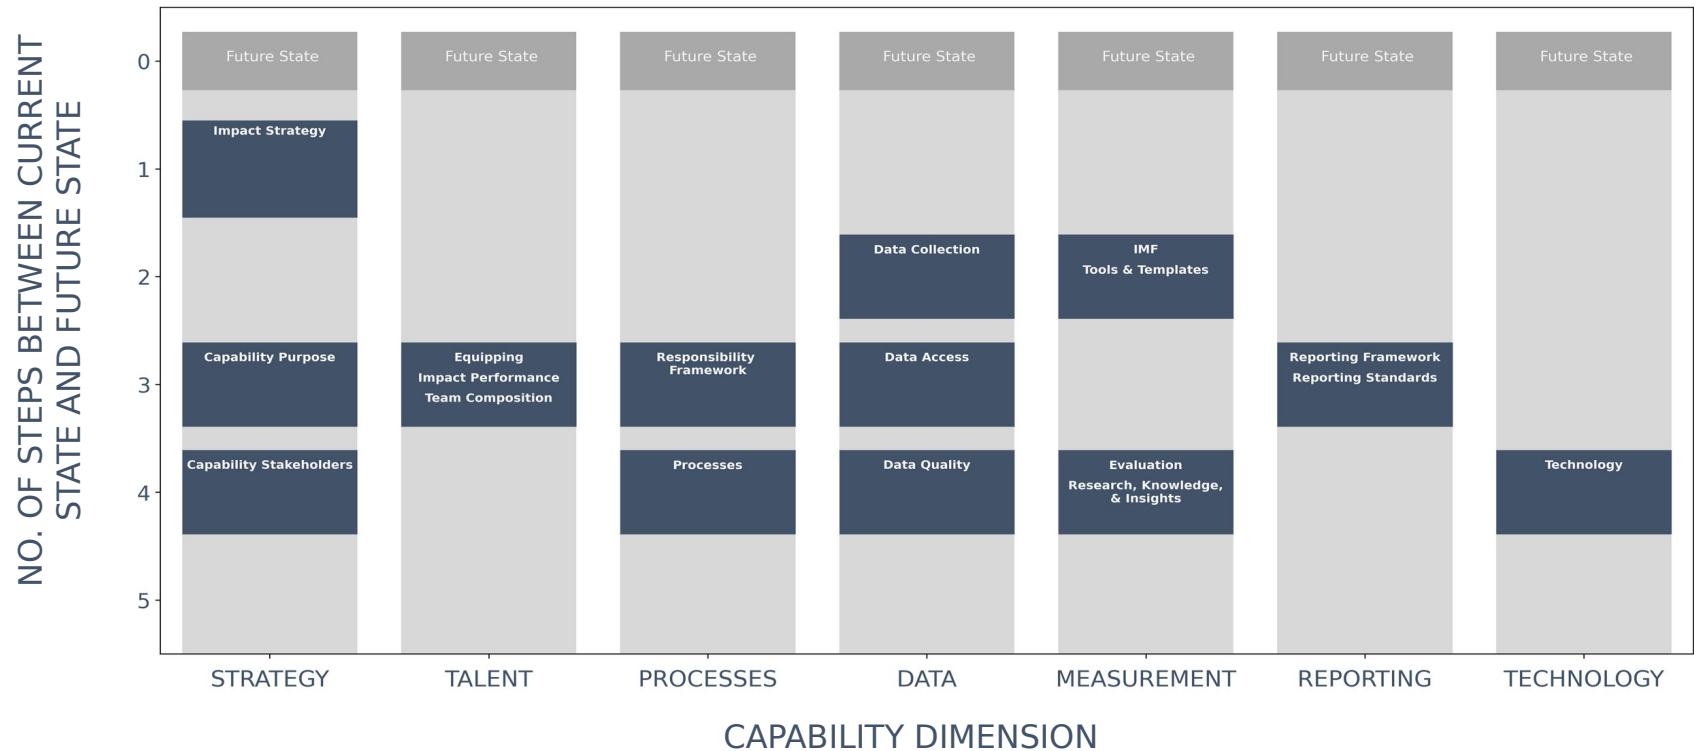 NO. OF STEPS BETWEEN CURRENT
STATE AND FUTURE STATE
0
1
2
3
4
5
Future State
Impact Strategy
Capability Purpose
Capability Stakeholders
STRATEGY
Future State
Equipping
Impact Performance
Team Composition
TALENT
Future State
Responsibility
Framework
Processes
PROCESSES
Future State
Data Collection
Data Access
Data Quality
DATA
Future State
IMF
Tools & Templates
Evaluation
Research, Knowledge,
& Insights
MEASUREMENT
Future State
Reporting Framework
Reporting Standards
REPORTING
Future State
Technology
TECHNOLOGY
CAPABILITY DIMENSION